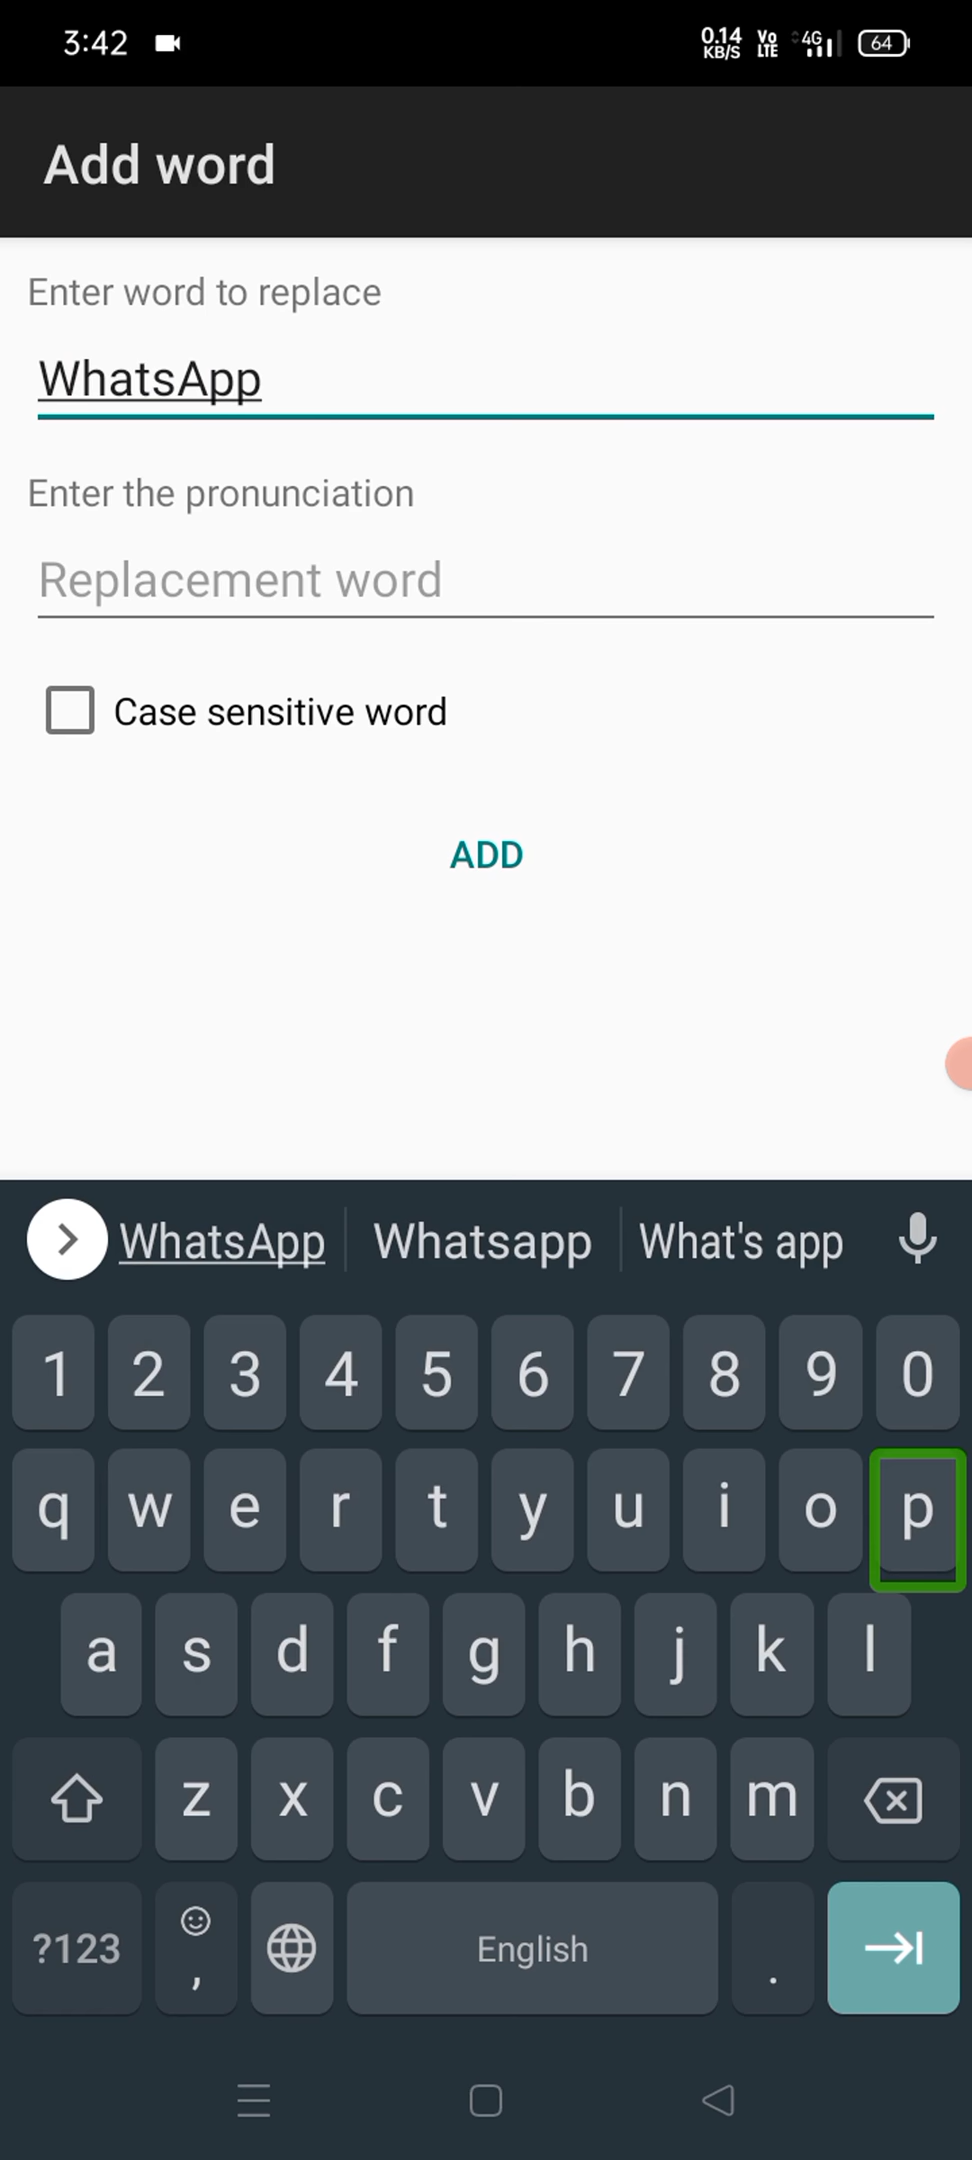 3:42 0.14 KB/S Vo LTE 4G 64
Add word
Enter word to replace
WhatsApp
Enter the pronunciation
Replacement word
Case sensitive word
ADD
WhatsApp Whatsapp What's app
1 2 3 4 5 6 7 8 9 0
q w e r t y u i o p
a s d f g h j k l
z x c v b n m
?123 , English .